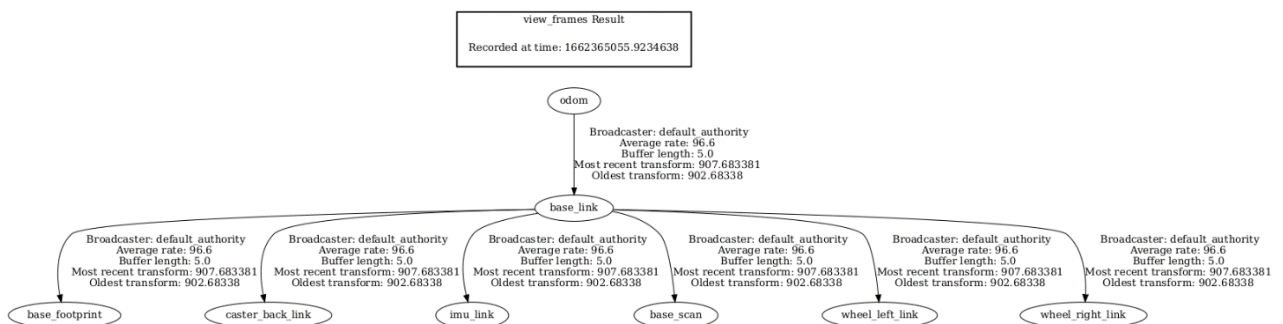 view_frames Result
Recorded at time: 1662365055.9234638
odom
Broadcaster: default_authority
Average rate: 96.6
Buffer length: 5.0
Most recent transform: 907.683381
Oldest transform: 902.68338
base_link
Broadcaster: default_authority
Average rate: 96.6
Buffer length: 5.0
Most recent transform: 907.683381
Oldest transform: 902.68338
Broadcaster: default_authority
Average rate: 96.6
Buffer length: 5.0
Most recent transform: 907.683381
Oldest transform: 902.68338
Broadcaster: default_authority
Average rate: 96.6
Buffer length: 5.0
Most recent transform: 907.683381
Oldest transform: 902.68338
Broadcaster: default_authority
Average rate: 96.6
Buffer length: 5.0
Most recent transform: 907.683381
Oldest transform: 902.68338
Broadcaster: default_authority
Average rate: 96.6
Buffer length: 5.0
Most recent transform: 907.683381
Oldest transform: 902.68338
Broadcaster: default_authority
Average rate: 96.6
Buffer length: 5.0
Most recent transform: 907.683381
Oldest transform: 902.68338
base_footprint
caster_back_link
imu_link
base_scan
wheel_left_link
wheel_right_link